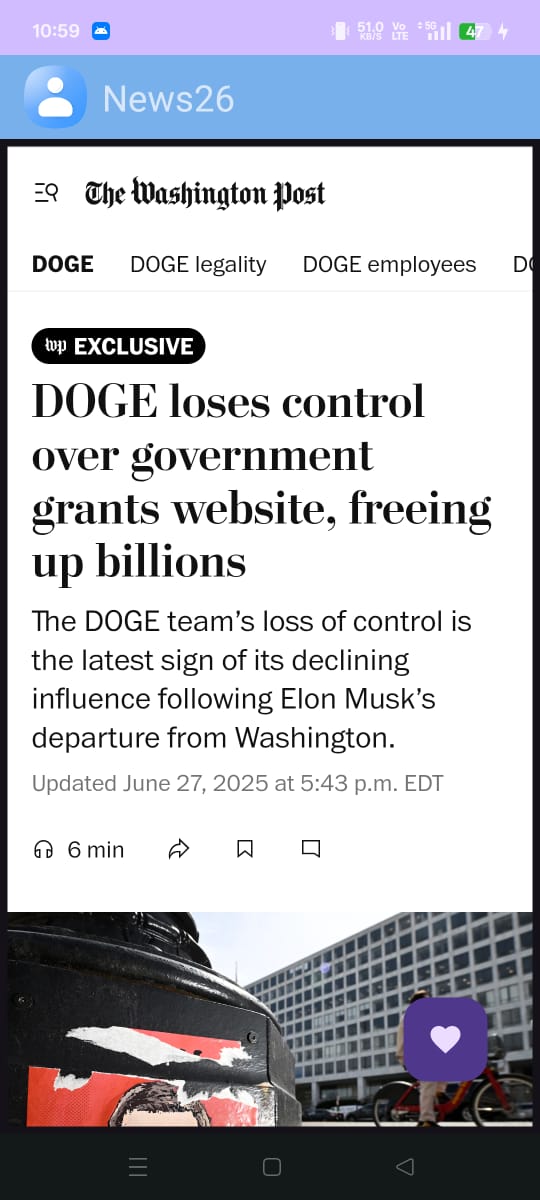 10:59
51.0
KB/S
Vo
LTE
5G
47
News26
The Washington Post
DOGE DOGE legality DOGE employees DO
wp EXCLUSIVE
DOGE loses control
over government
grants website, freeing
up billions
The DOGE team’s loss of control is
the latest sign of its declining
influence following Elon Musk’s
departure from Washington.
Updated June 27, 2025 at 5:43 p.m. EDT
6 min